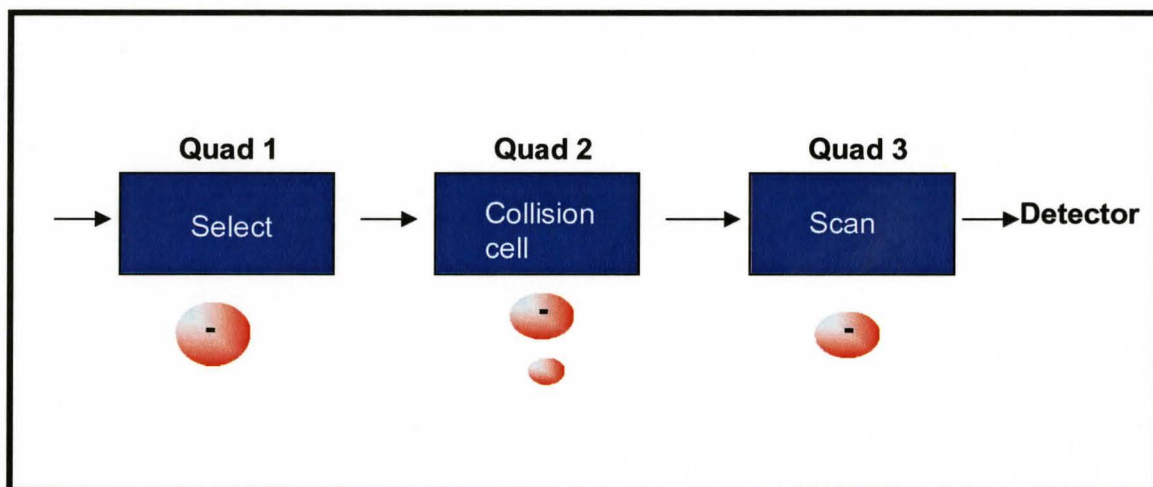 Quad 1
Quad 2
Quad 3
Select
Collision
cell
Scan
Detector
-
-
-